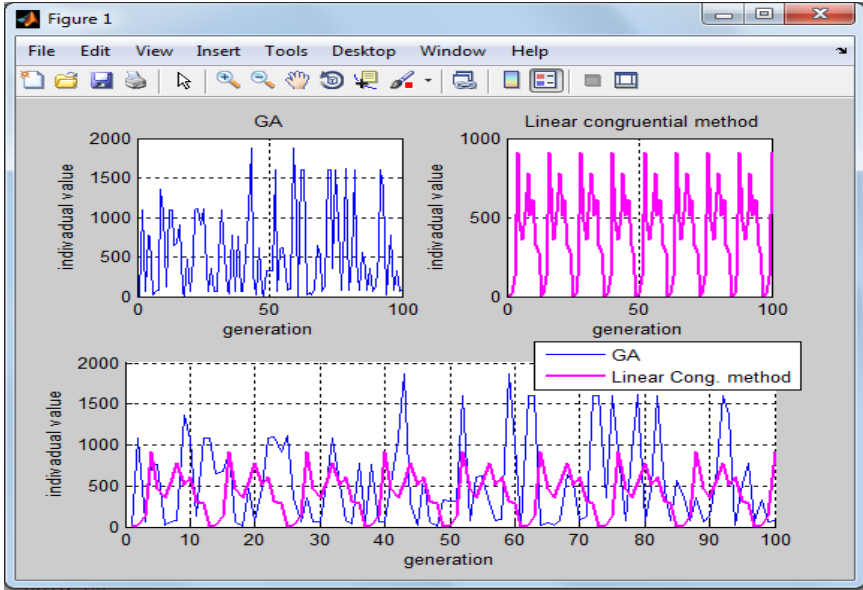 Figure 1
File Edit View Insert Tools Desktop Window Help
GA
2000
1500
1000
500
0
0 50 100
indivadual value
generation
Linear congruential method
1000
500
0
0 50 100
indivadual value
generation
GA
Linear Cong. method
2000
1500
1000
500
0
0 10 20 30 40 50 60 70 80 90 100
indivadual value
generation